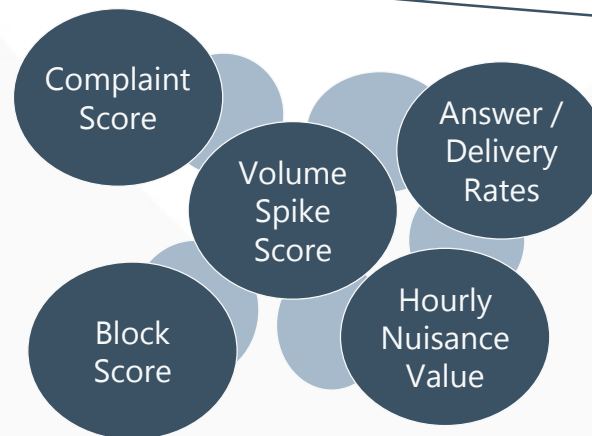 Complaint
Score
Answer /
Delivery
Rates
Volume
Spike
Score
Block
Score
Hourly
Nuisance
Value